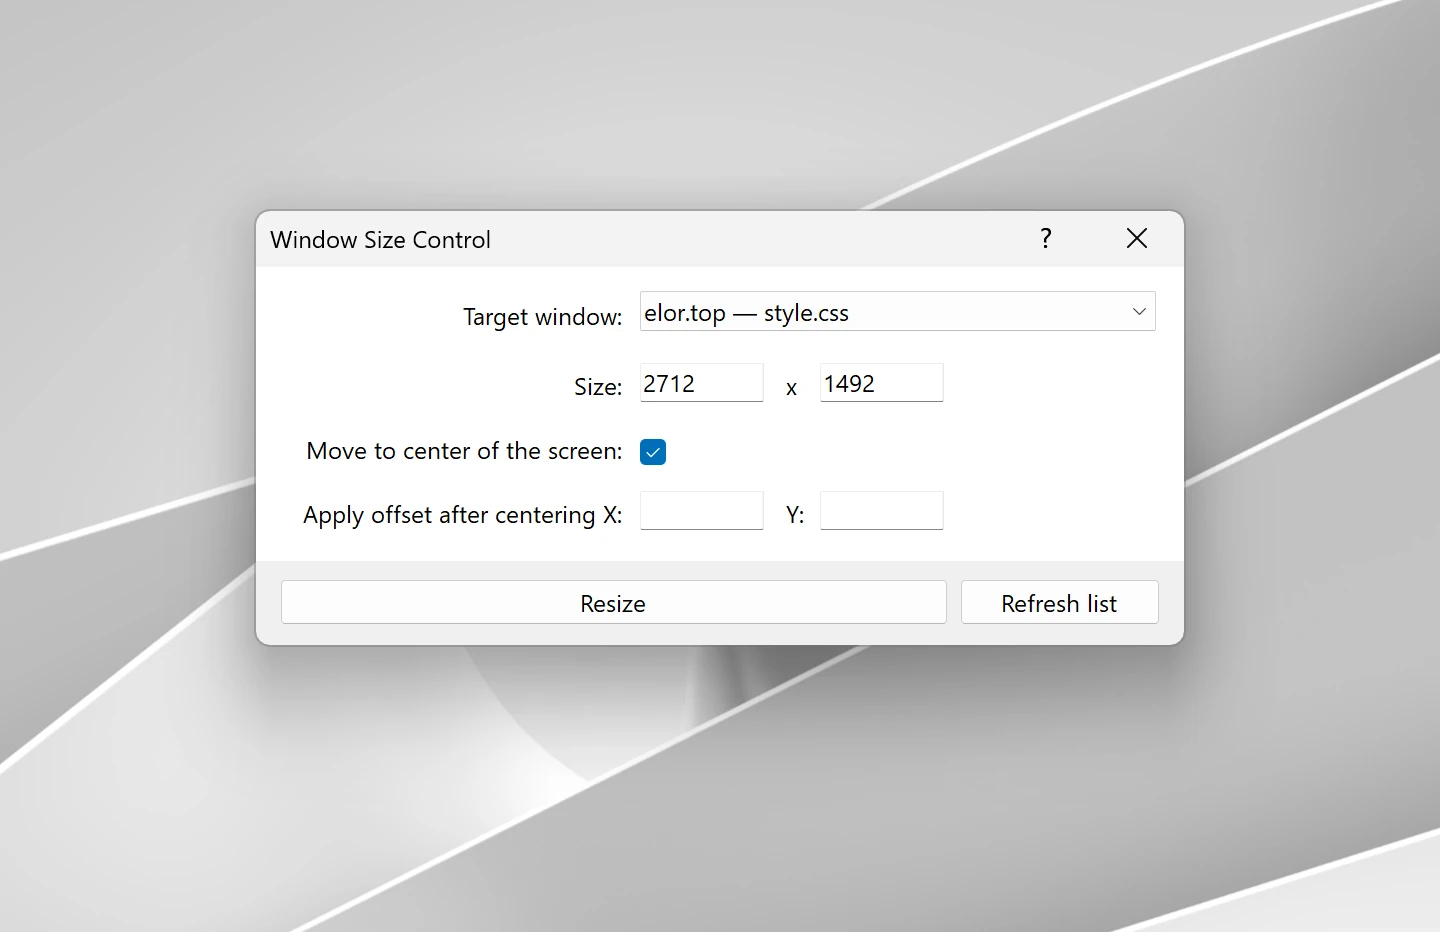 Window Size Control ?
Target window: elor.top — style.css
Size: 2712 x 1492
Move to center of the screen:
Apply offset after centering X: Y:
Resize Refresh list